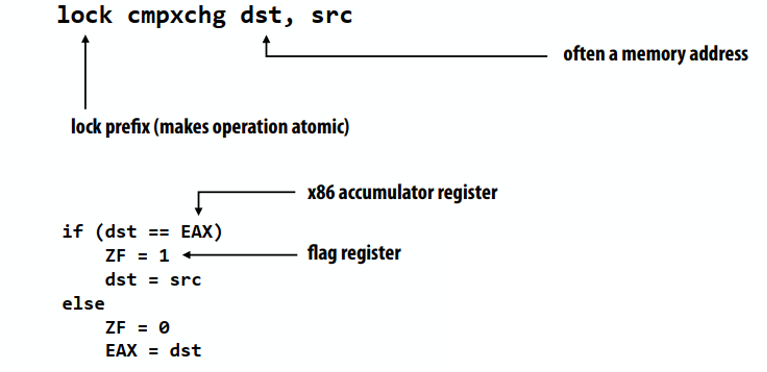 lock cmpxchg dst, src
often a memory address
lock prefix (makes operation atomic)
x86 accumulator register
if (dst == EAX)
ZF = 1
flag register
dst = src
else
ZF = 0
EAX = dst